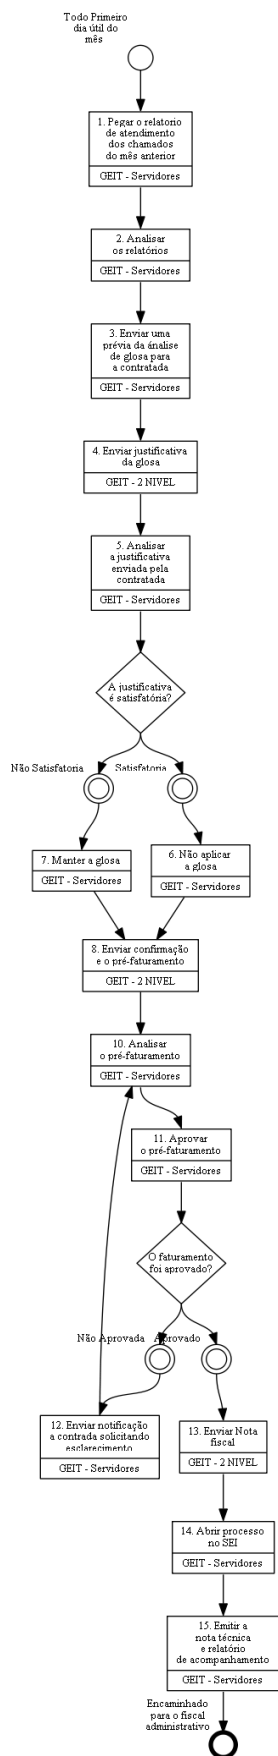 Todo Primeiro
dia útil do
mês
1. Pegar o relatorio
de atendimento
dos chamados
do mês anterior
GEIT - Servidores
2. Analisar
os relatórios
GEIT - Servidores
3. Enviar uma
prévia da ánalise
de glosa para
a contratada
GEIT - Servidores
4. Enviar justificativa
da glosa
GEIT - 2 NIVEL
5. Analisar
a justificativa
enviada pela
contratada
GEIT - Servidores
A justificativa
é satisfatória?
Não Satisfatoria
Satisfatoria
7. Manter a glosa
GEIT - Servidores
6. Não aplicar
a glosa
GEIT - Servidores
8. Enviar confirmação
e o pré-faturamento
GEIT - 2 NIVEL
10. Analisar
o pré-faturamento
GEIT - Servidores
11. Aprovar
o pré-faturamento
GEIT - Servidores
O faturamento
foi aprovado?
Não Aprovada
Aprovado
12. Enviar notificação
a contrada solicitando
esclarecimento
GEIT - Servidores
13. Enviar Nota
fiscal
GEIT - 2 NIVEL
14. Abrir processo
no SEI
GEIT - Servidores
15. Emitir a
nota técnica
e relatório
de acompanhamento
GEIT - Servidores
Encaminhado
para o fiscal
administrativo